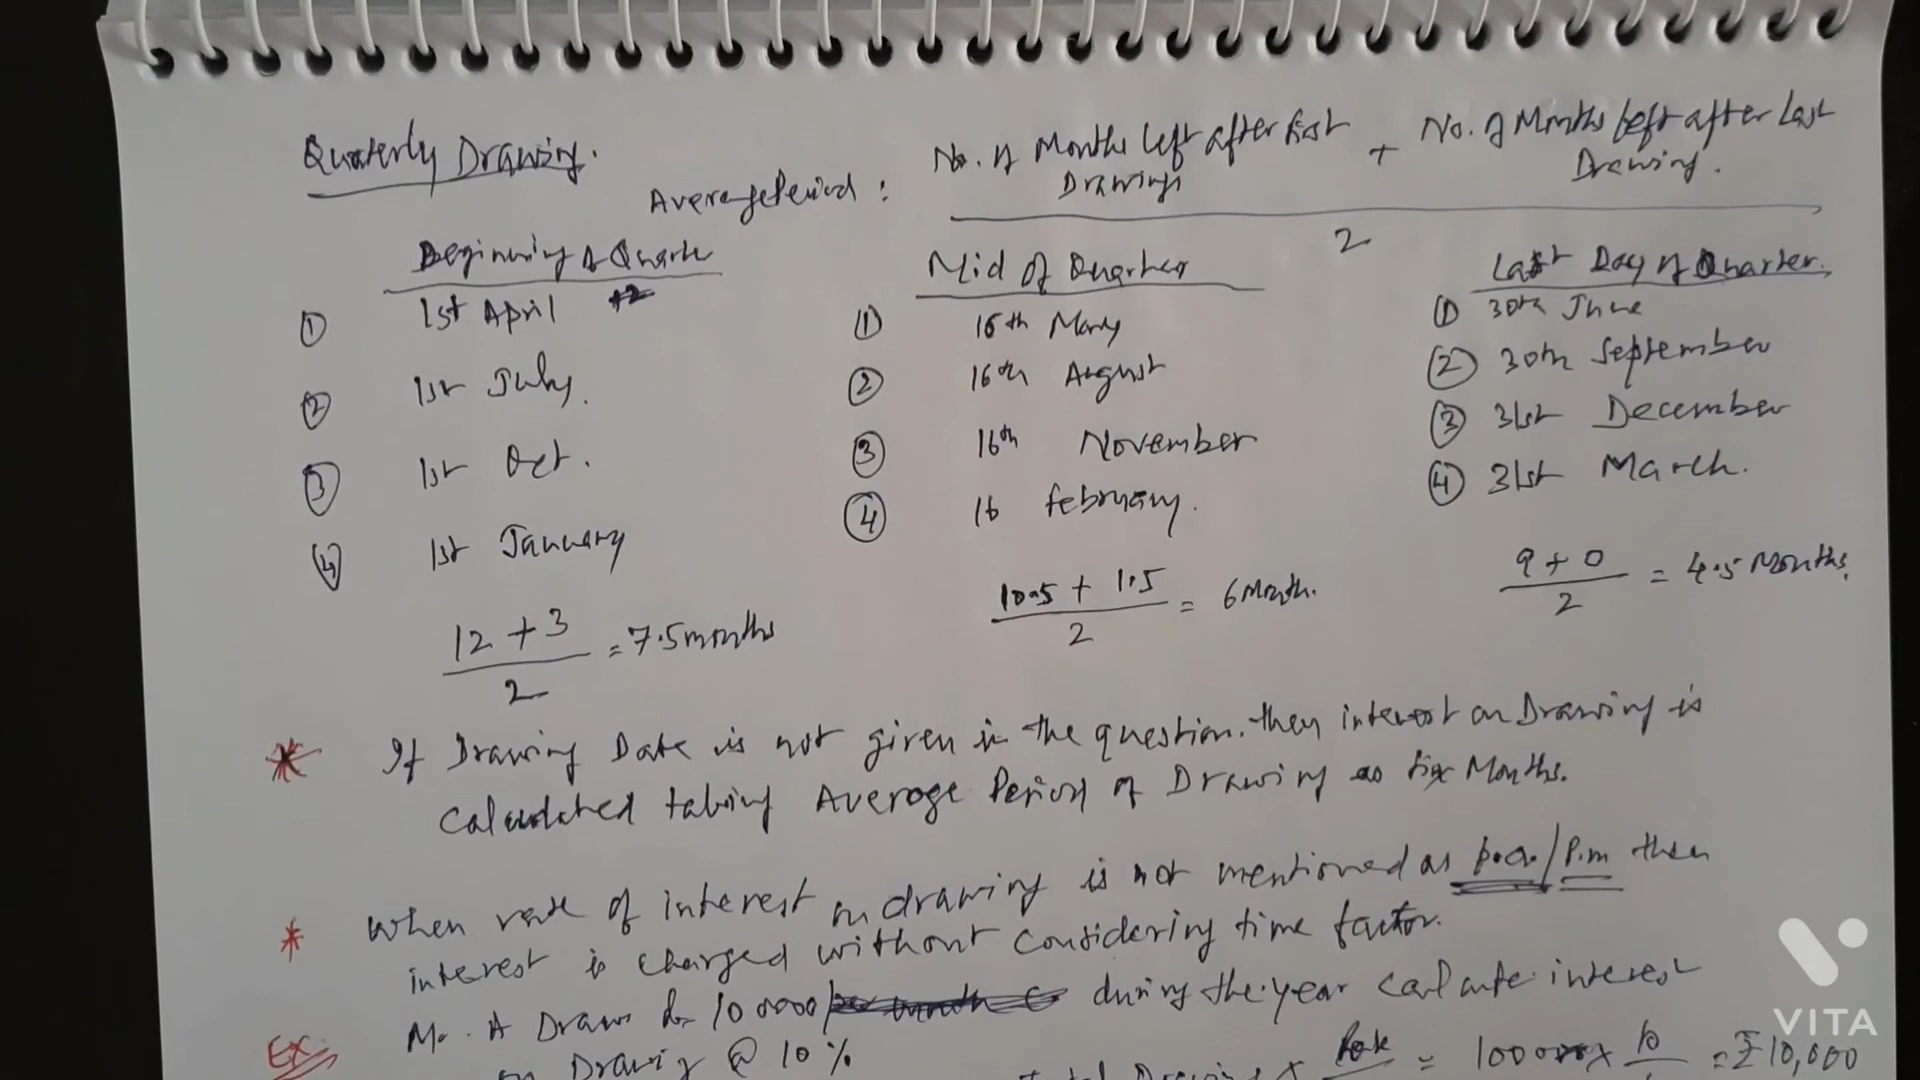 Quaterly Drawing.
Average Period : No. of Months left after first Drawings + No. of Months left after Last Drawing.
2
Beginning of Quarter
① 1st April
② 1st July.
③ 1st Oct.
④ 1st January
12 + 3 = 7.5 months
2
Mid of Quarter
① 16th
② 16th August
③ 16th November
④ 16 february.
10.5 + 1.5 = 6 Month.
2
Last Day of Quarter.
① 30th June
② 30th September
③ 31st December
④ 31st March.
9 + 0 = 4.5 Months.
2
* If Drawing Date is not given in the question. then interest on Drawing is
calculated taking Average Period of Drawing as six Months.
* When rate of interest on drawing is not mentioned as p.a./P.m then
interest is charged without considering time factor.
Ex. Mr. A Draws Rs 100000 during the year calculate interest
on Drawing @ 10%
Drawing x Rate = 100000 x 10 = ₹10,000
VITA